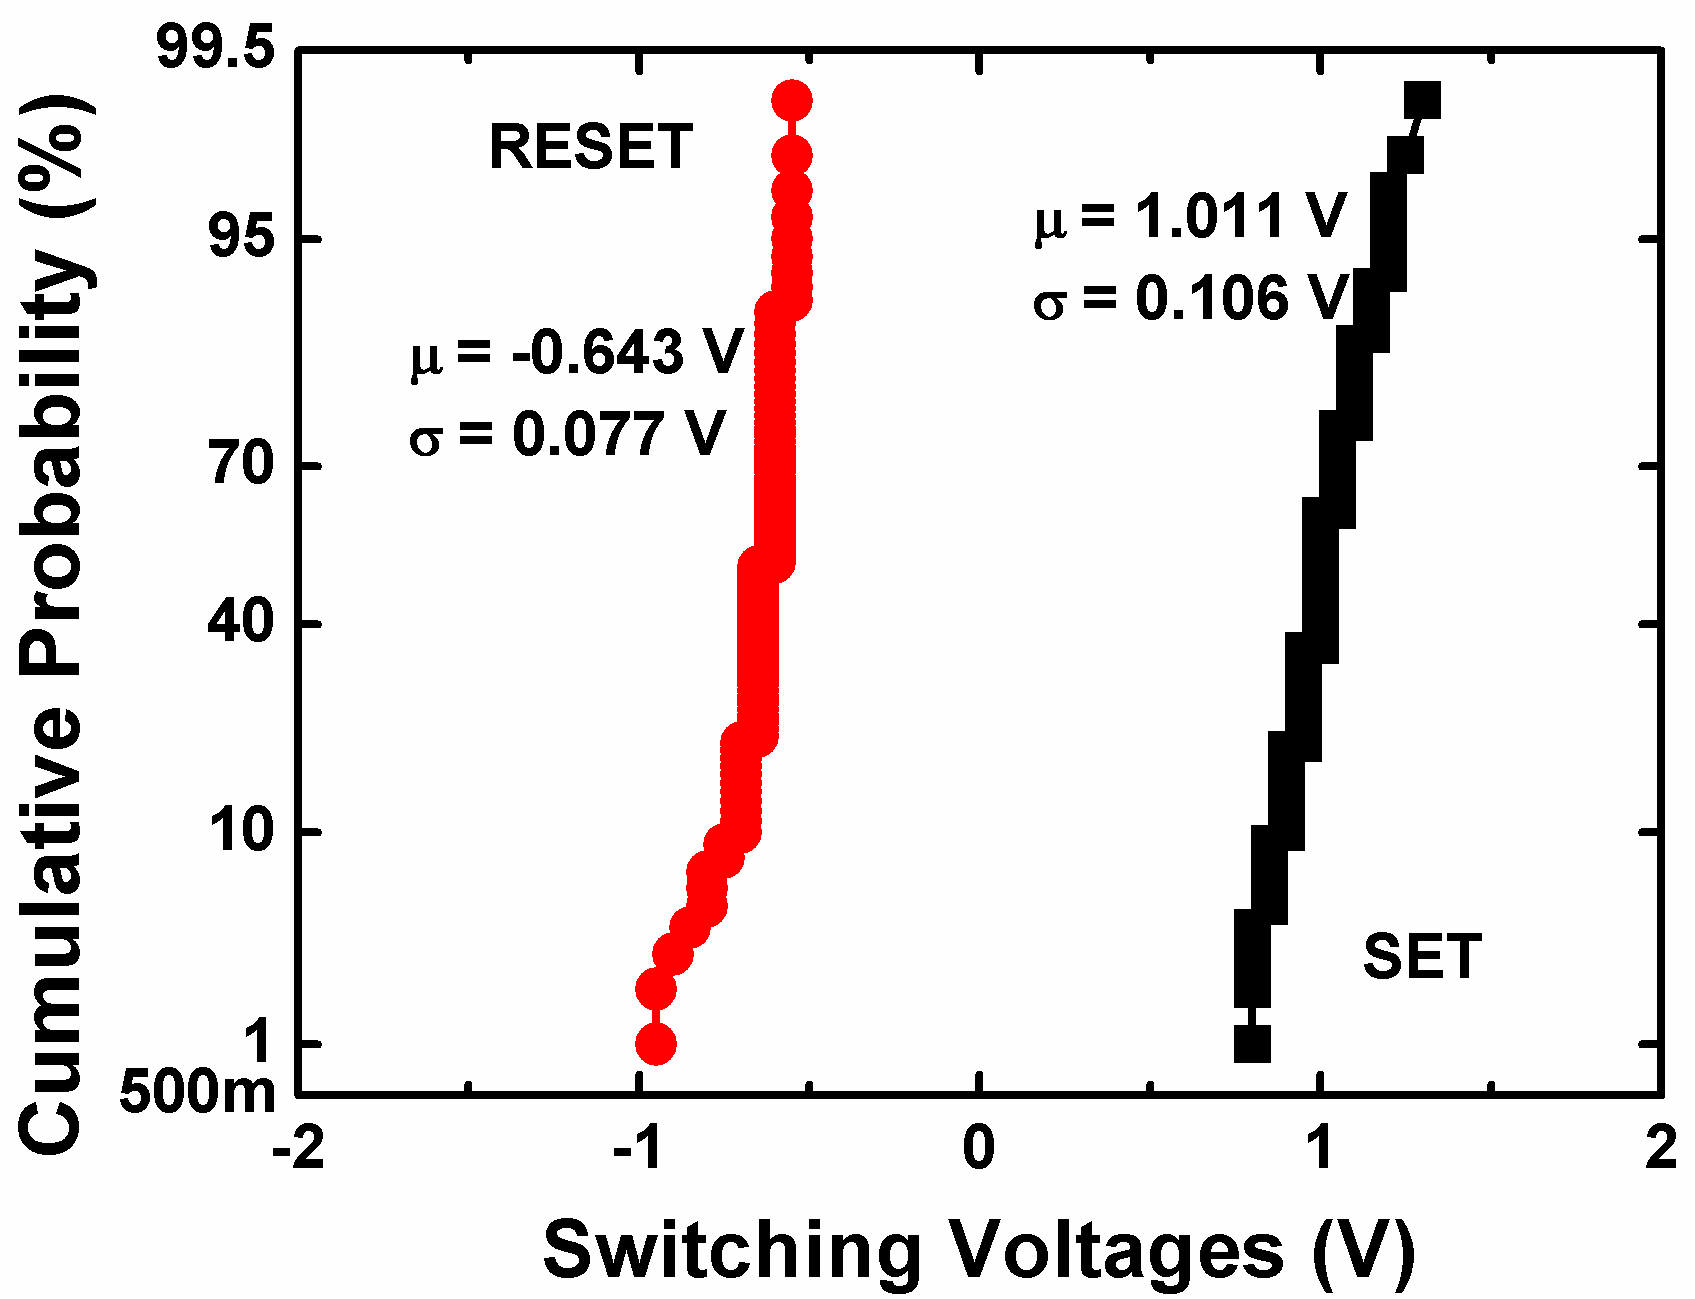 99.5
95
70
40
10
1
500m
Cumulative Probability (%)
RESET
μ = -0.643 V
σ = 0.077 V
μ = 1.011 V
σ = 0.106 V
SET
-2 -1 0 1 2
Switching Voltages (V)